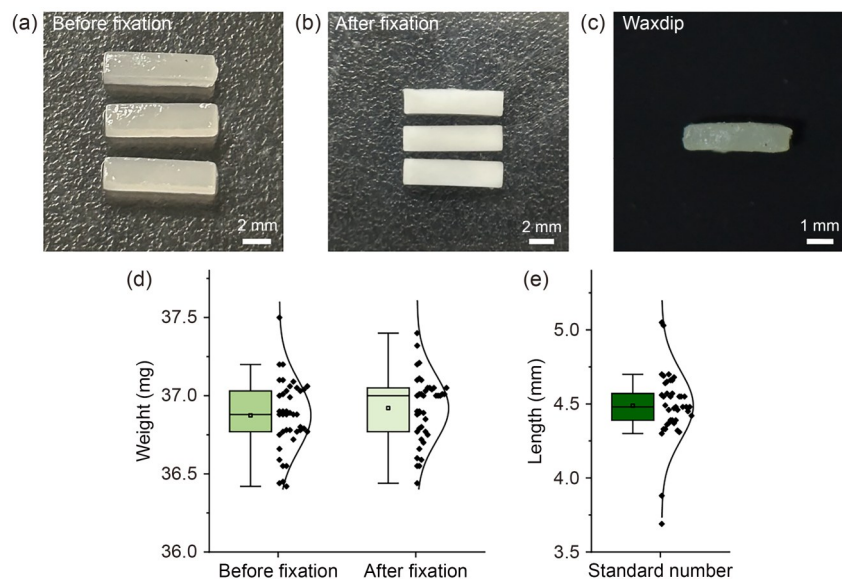 (a) Before fixation
(b) After fixation
(c) Waxdip
2 mm
2 mm
1 mm
(d)
Weight (mg)
37.5
37.0
36.5
36.0
Before fixation
After fixation
(e)
Length (mm)
5.0
4.5
4.0
3.5
Standard number